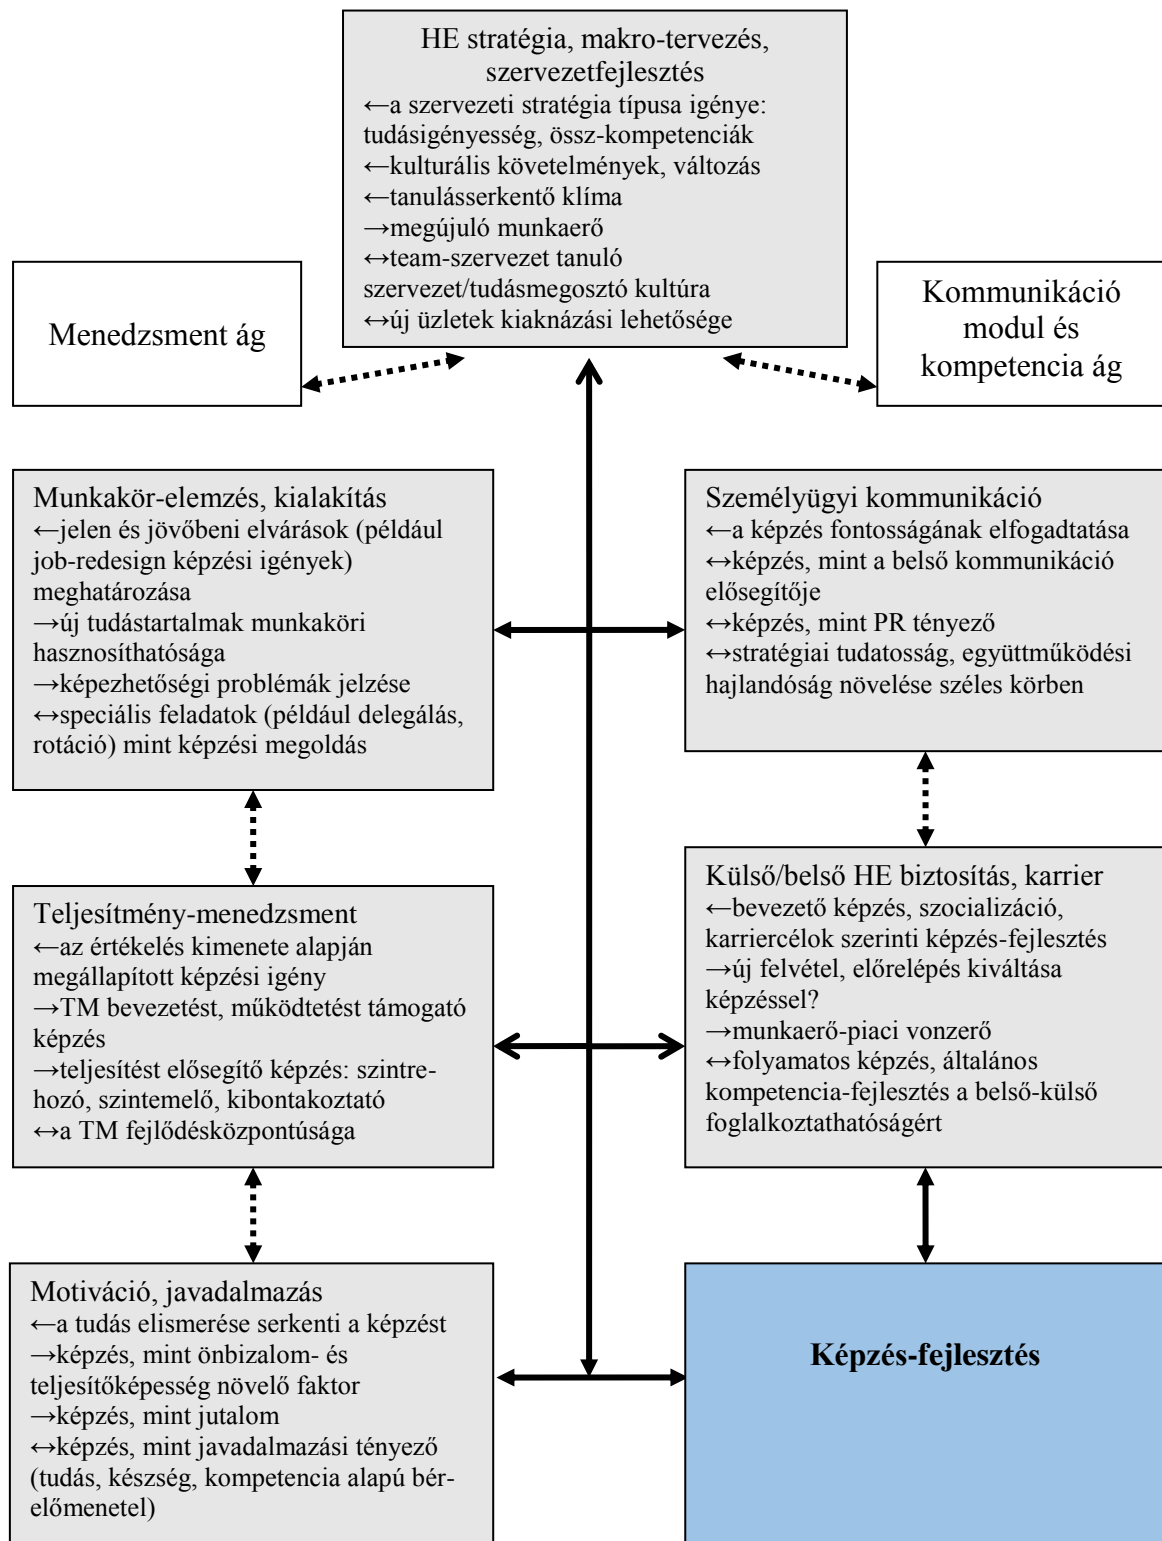 HE stratégia, makro-tervezés,
szervezetfejlesztés
←a szervezeti stratégia típusa igénye:
tudásigényesség, össz-kompetenciák
←kulturális követelmények, változás
←tanulásserkentő klíma
→megújuló munkaerő
↔team-szervezet tanuló
szervezet/tudásmegosztó kultúra
↔új üzletek kiaknázási lehetősége
Menedzsment ág
Kommunikáció
modul és
kompetencia ág
Munkakör-elemzés, kialakítás
←jelen és jövőbeni elvárások (például
job-redesign képzési igények)
meghatározása
→új tudástartalmak munkaköri
hasznosíthatósága
→képezhetőségi problémák jelzése
↔speciális feladatok (például delegálás,
rotáció) mint képzési megoldás
Személyügyi kommunikáció
←a képzés fontosságának elfogadtatása
↔képzés, mint a belső kommunikáció
elősegítője
↔képzés, mint PR tényező
↔stratégiai tudatosság, együttműködési
hajlandóság növelése széles körben
Teljesítmény-menedzsment
←az értékelés kimenete alapján
megállapított képzési igény
→TM bevezetést, működtetést támogató
képzés
→teljesítést elősegítő képzés: szintre-
hozó, szintemelő, kibontakoztató
↔a TM fejlődésközpontúsága
Külső/belső HE biztosítás, karrier
←bevezető képzés, szocializáció,
karriercélok szerinti képzés-fejlesztés
→új felvétel, előrelépés kiváltása
képzéssel?
→munkaerő-piaci vonzerő
↔folyamatos képzés, általános
kompetencia-fejlesztés a belső-külső
foglalkoztathatóságért
Motiváció, javadalmazás
←a tudás elismerése serkenti a képzést
→képzés, mint önbizalom- és
teljesítőképesség növelő faktor
→képzés, mint jutalom
↔képzés, mint javadalmazási tényező
(tudás, készség, kompetencia alapú bér-
előmenetel)
Képzés-fejlesztés